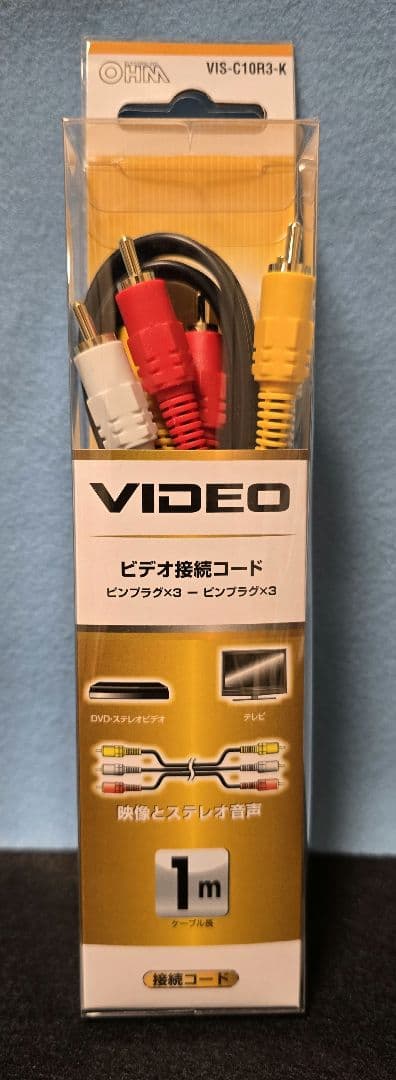 OHM
VIS-C10R3-K
VIDEO
ビデオ接続コード
ピンプラグ×3 － ピンプラグ×3
DVD・ステレオビデオ
テレビ
映像とステレオ音声
1m
ケーブル長
接続コード